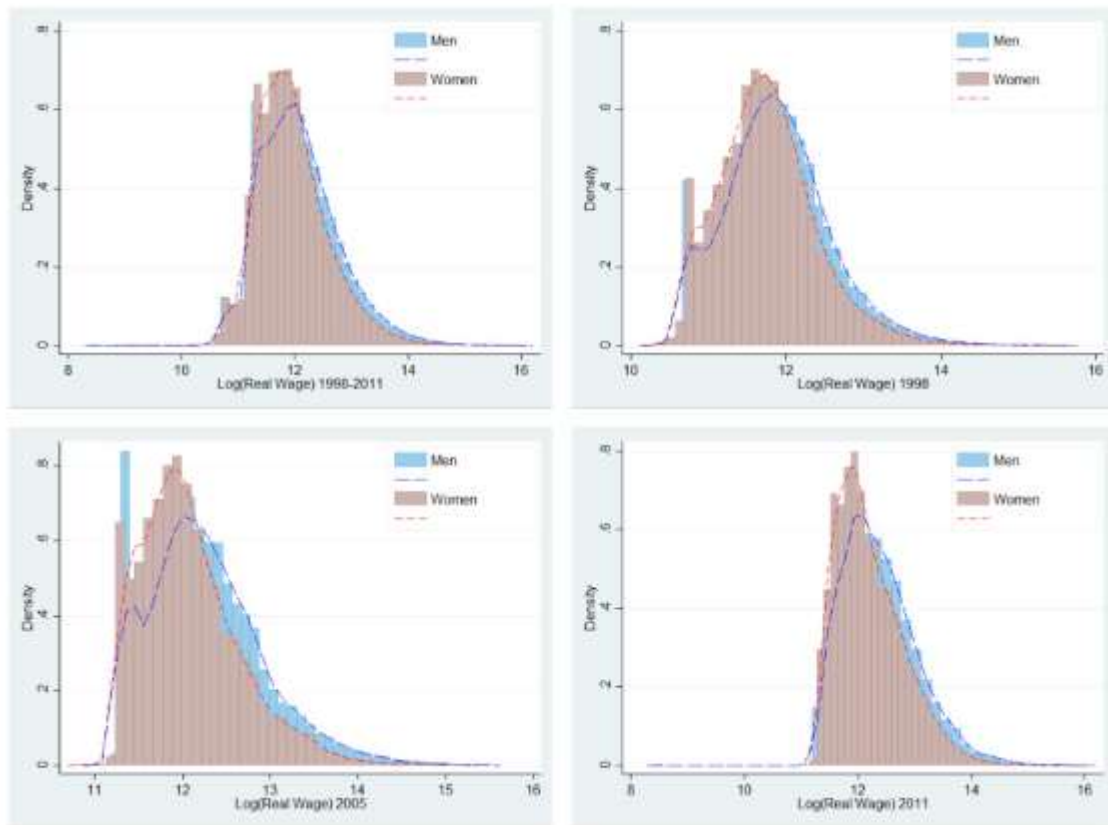 .8
.6
.4
.2
0
Density
Men
Women
8 10 12 14 16
Log(Real Wage) 1998-2011
.8
.6
.4
.2
0
Density
Men
Women
10 12 14 16
Log(Real Wage) 1998
.8
.6
.4
.2
0
Density
Men
Women
11 12 13 14 15 16
Log(Real Wage) 2005
.8
.6
.4
.2
0
Density
Men
Women
8 10 12 14 16
Log(Real Wage) 2011